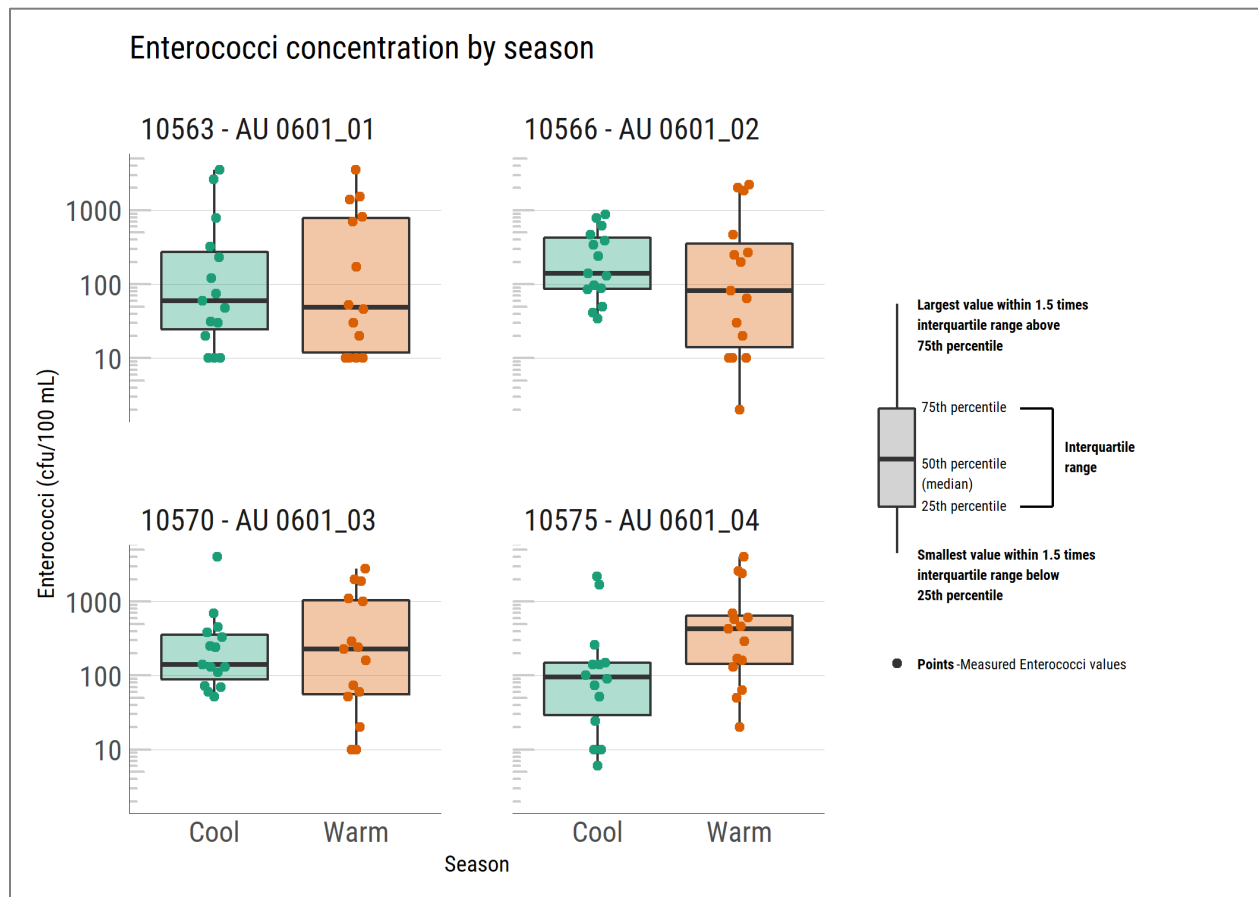 Enterococci concentration by season
10563 - AU 0601_01
10566 - AU 0601_02
1000
100
10
Enterococci (cfu/100 mL)
10570 - AU 0601_03
10575 - AU 0601_04
1000
100
10
Cool
Warm
Cool
Warm
Season
Largest value within 1.5 times
interquartile range above
75th percentile
75th percentile
Interquartile
range
50th percentile
(median)
25th percentile
Smallest value within 1.5 times
interquartile range below
25th percentile
Points -Measured Enterococci values